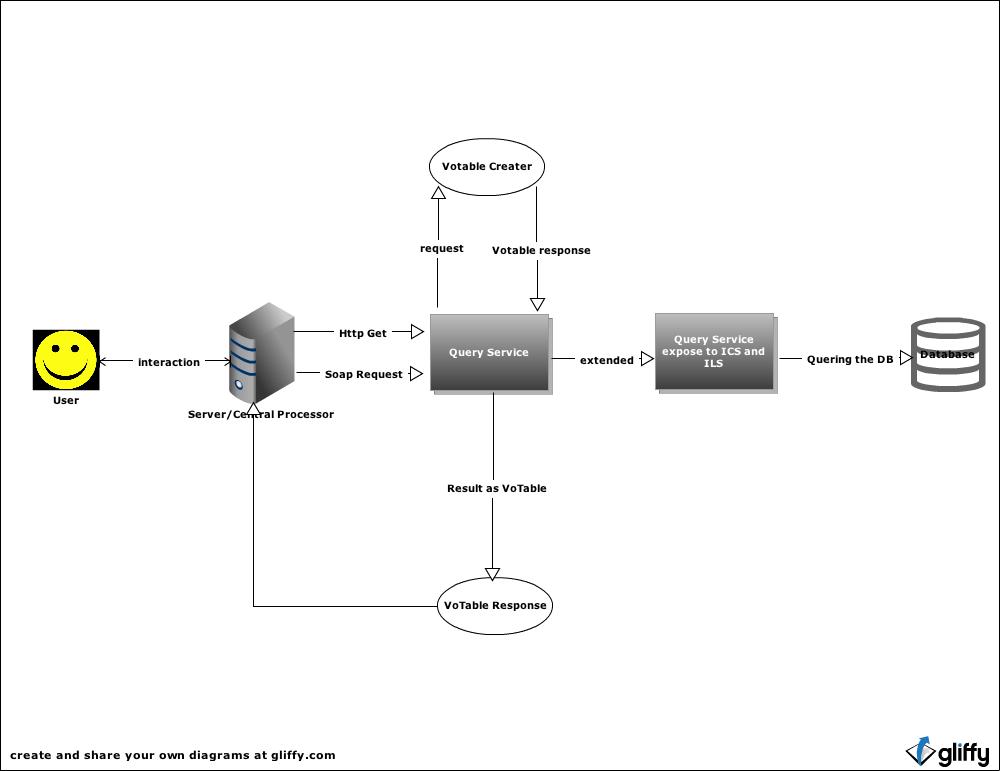 Votable Creater
request
Votable response
Http Get
Query Service
Query Service
expose to ICS and
ILS
interaction
extended
Quering the DB
Database
Soap Request
User
Server/Central Processor
Result as VoTable
VoTable Response
create and share your own diagrams at gliffy.com
gliffy